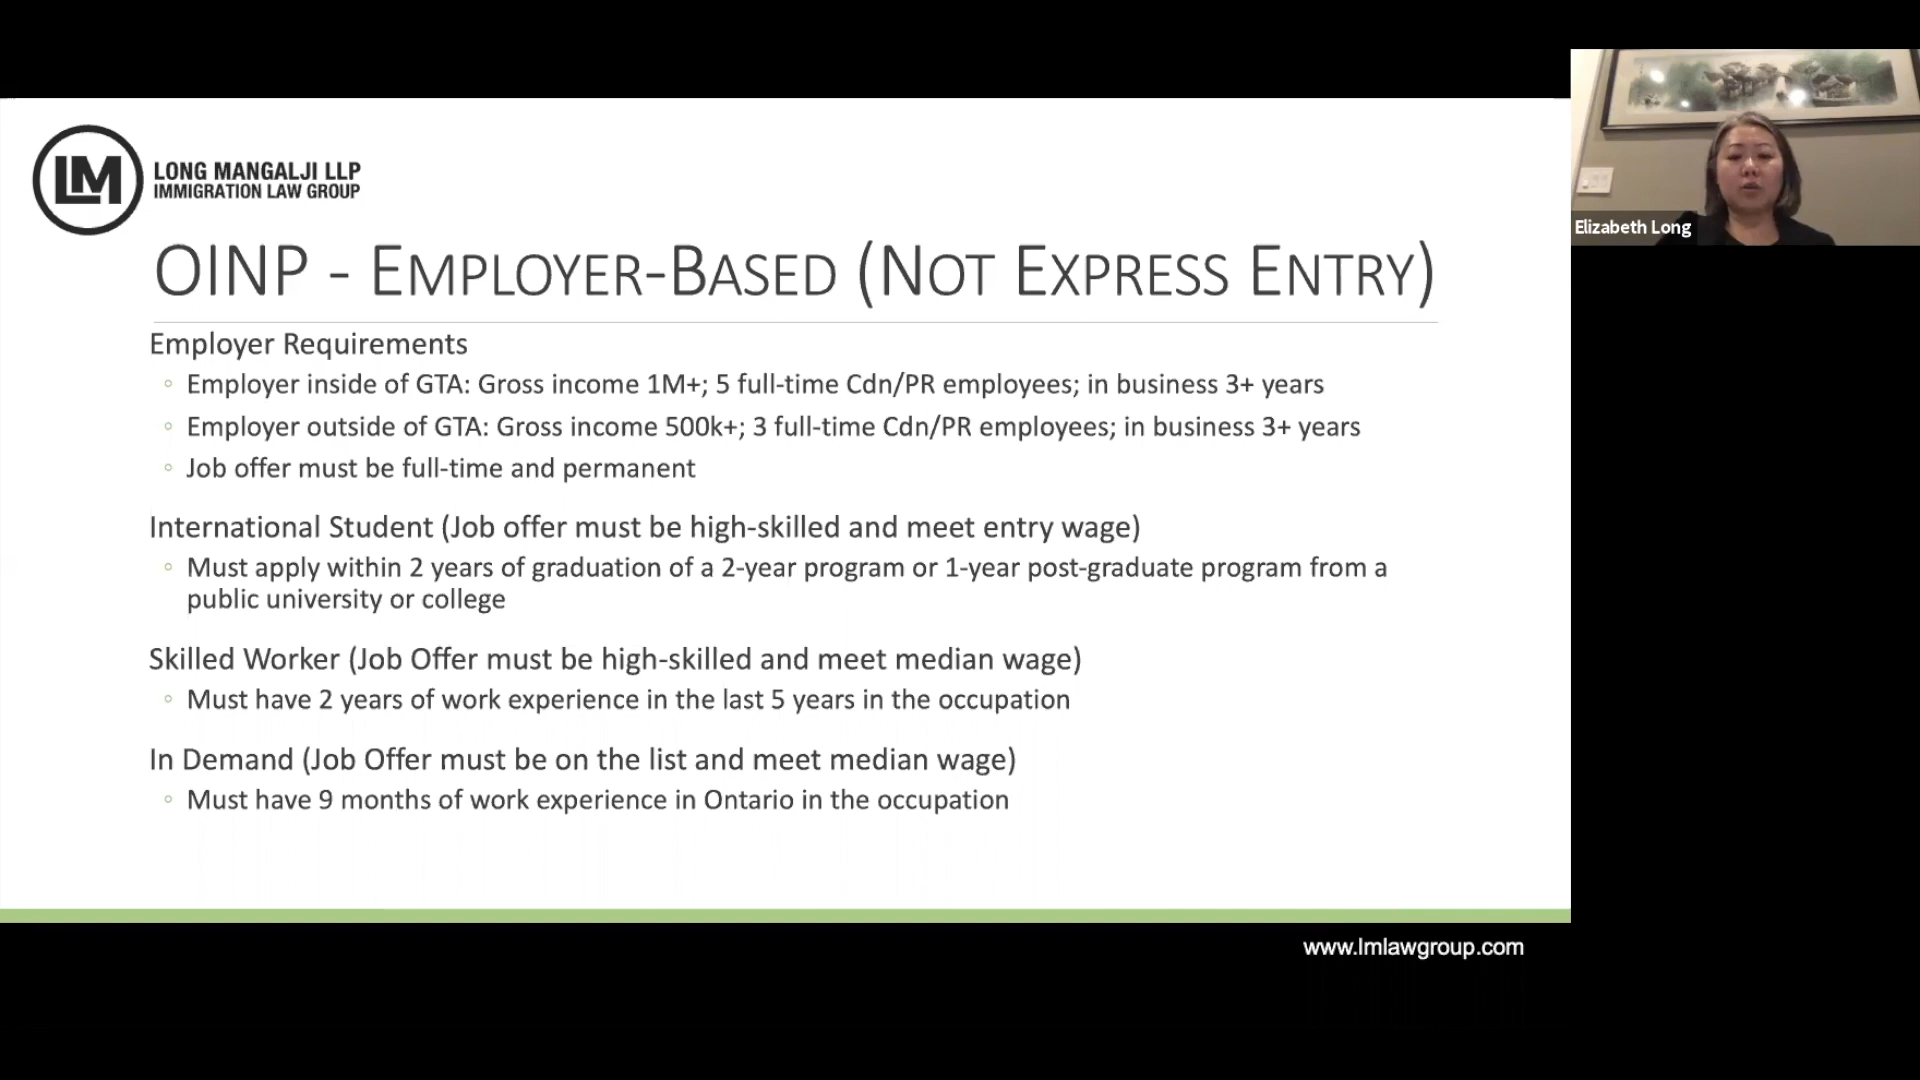 LM
LONG MANGALJI LLP
IMMIGRATION LAW GROUP
OINP - EMPLOYER-BASED (NOT EXPRESS ENTRY)
Employer Requirements
◦ Employer inside of GTA: Gross income 1M+; 5 full-time Cdn/PR employees; in business 3+ years
◦ Employer outside of GTA: Gross income 500k+; 3 full-time Cdn/PR employees; in business 3+ years
◦ Job offer must be full-time and permanent
International Student (Job offer must be high-skilled and meet entry wage)
◦ Must apply within 2 years of graduation of a 2-year program or 1-year post-graduate program from a
public university or college
Skilled Worker (Job Offer must be high-skilled and meet median wage)
◦ Must have 2 years of work experience in the last 5 years in the occupation
In Demand (Job Offer must be on the list and meet median wage)
◦ Must have 9 months of work experience in Ontario in the occupation
Elizabeth Long
www.lmlawgroup.com